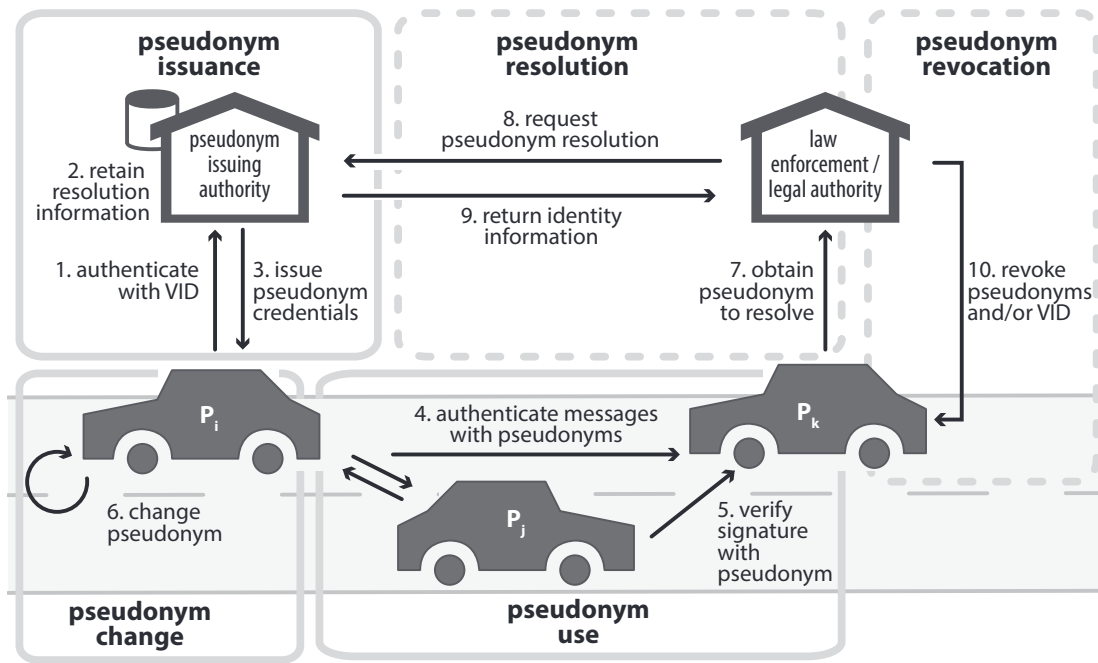 pseudonym
issuance
pseudonym
resolution
pseudonym
revocation
pseudonym
issuing
authority
2. retain
resolution
information
8. request
pseudonym resolution
9. return identity
information
law
enforcement /
legal authority
1. authenticate
with VID
3. issue
pseudonym
credentials
7. obtain
pseudonym
to resolve
10. revoke
pseudonyms
and/or VID
Pi
4. authenticate messages
with pseudonyms
Pk
6. change
pseudonym
Pj
5. verify
signature
with
pseudonym
pseudonym
change
pseudonym
use